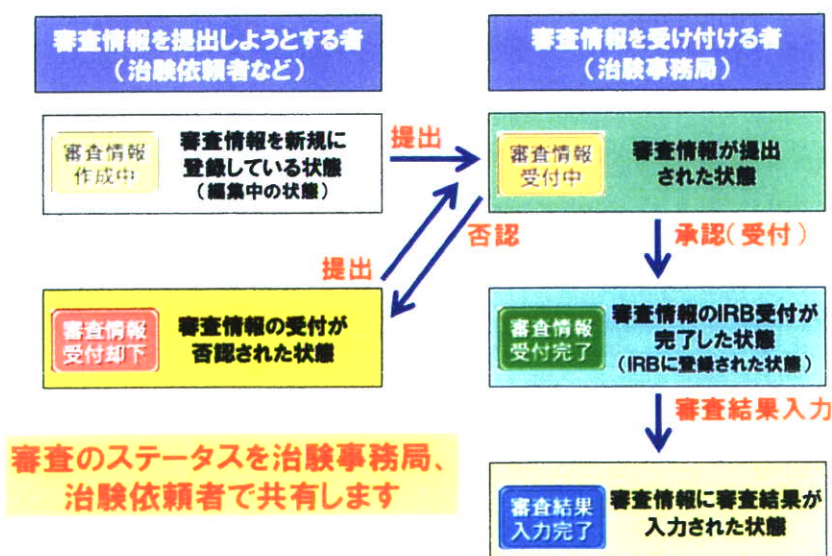 審査情報を提出しようとする者
（治験依頼者など）
審査情報を受け付ける者
（治験事務局）
審査情報
作成中
審査情報を新規に
登録している状態
（編集中の状態）
提出
審査情報
受付中
審査情報が提出
された状態
提出
否認
承認（受付）
審査情報
受付却下
審査情報の受付が
否認された状態
審査情報
受付完了
審査情報のIRB受付が
完了した状態
（IRBに登録された状態）
審査結果入力
審査のステータスを治験事務局、
治験依頼者で共有します
審査結果
入力完了
審査情報に審査結果が
入力された状態